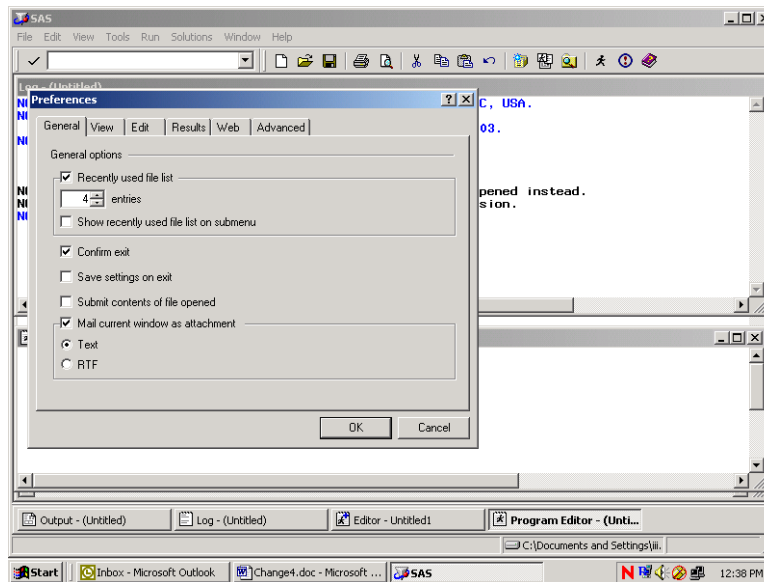 SAS
File Edit View Tools Run Solutions Window Help
Log - (Untitled)
Preferences
C, USA.
03.
General View Edit Results Web Advanced
General options
Recently used file list
4 entries
Show recently used file list on submenu
pened instead.
sion.
Confirm exit
Save settings on exit
Submit contents of file opened
Mail current window as attachment
Text
RTF
OK Cancel
Output - (Untitled) Log - (Untitled) Editor - Untitled1 Program Editor - (Unti...
C:\Documents and Settings\iii.
Start Inbox - Microsoft Outlook Change4.doc - Microsoft ... SAS N 12:38 PM